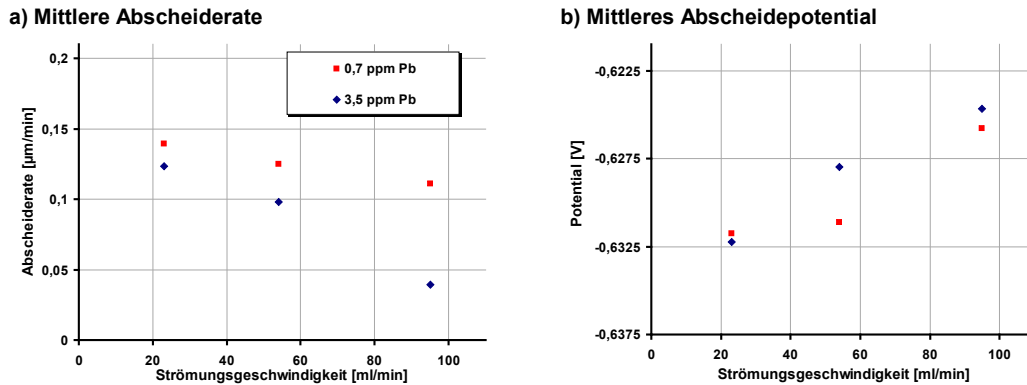 a) Mittlere Abscheiderate
Abscheiderate [µm/min]
0,2
0,15
0,1
0,05
0
0 20 40 60 80 100
Strömungsgeschwindigkeit [ml/min]
0,7 ppm Pb
3,5 ppm Pb
b) Mittleres Abscheidepotential
Potential [V]
-0,6225
-0,6275
-0,6325
-0,6375
0 20 40 60 80 100
Strömungsgeschwindigkeit [ml/min]